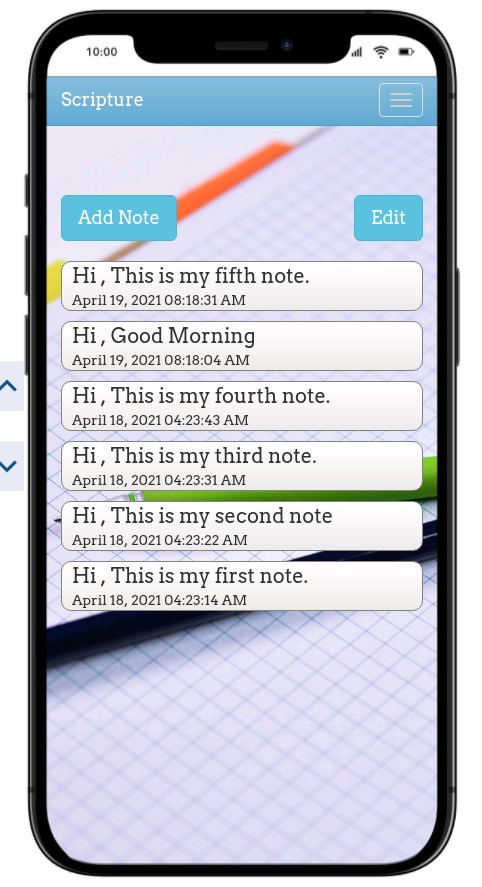 10:00
Scripture
Add Note
Edit
Hi , This is my fifth note.
April 19, 2021 08:18:31 AM
Hi , Good Morning
April 19, 2021 08:18:04 AM
Hi , This is my fourth note.
April 18, 2021 04:23:43 AM
Hi , This is my third note.
April 18, 2021 04:23:31 AM
Hi , This is my second note
April 18, 2021 04:23:22 AM
Hi , This is my first note.
April 18, 2021 04:23:14 AM